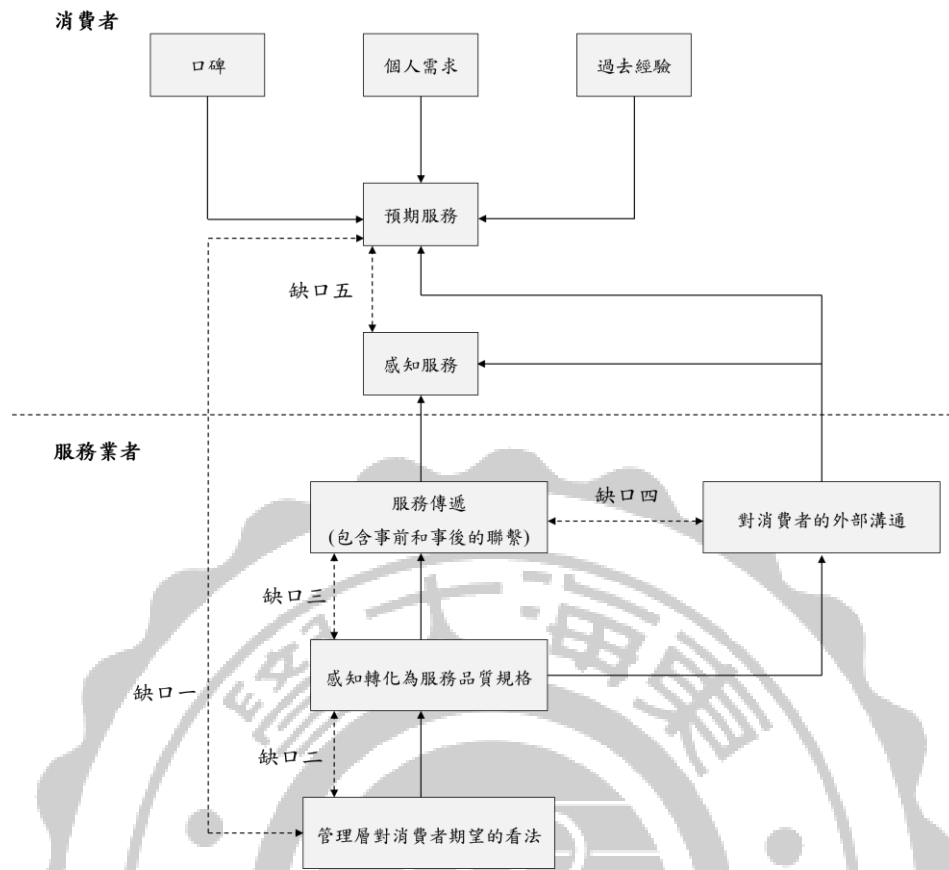 消費者
口碑
個人需求
過去經驗
預期服務
缺口五
感知服務
服務業者
服務傳遞
(包含事前和事後的聯繫)
缺口四
對消費者的外部溝通
缺口三
感知轉化為服務品質規格
缺口一
缺口二
管理層對消費者期望的看法
學大海東